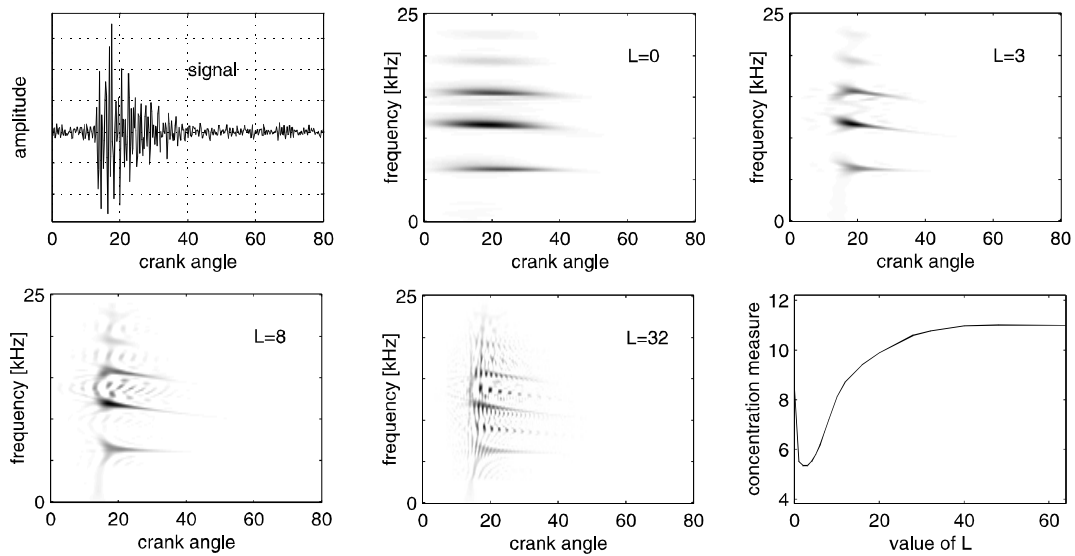 amplitude
signal
0 20 40 60 80
crank angle
25
0
frequency [kHz]
L=0
0 20 40 60 80
crank angle
25
0
frequency [kHz]
L=3
0 20 40 60 80
crank angle
25
0
frequency [kHz]
L=8
0 20 40 60 80
crank angle
25
0
frequency [kHz]
L=32
0 20 40 60 80
crank angle
12
10
8
6
4
concentration measure
0 20 40 60
value of L